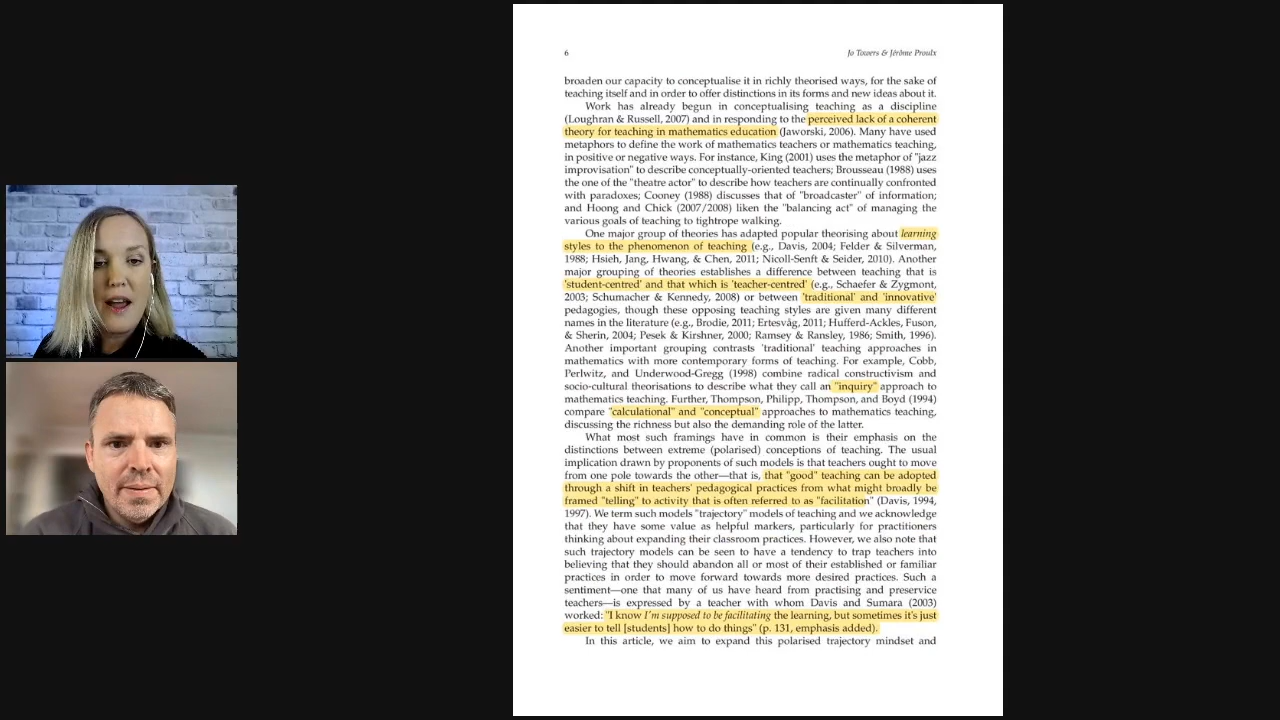 6
Jo Towers & Jérôme Proulx
broaden our capacity to conceptualise it in richly theorised ways, for the sake of
teaching itself and in order to offer distinctions in its forms and new ideas about it.
Work has already begun in conceptualising teaching as a discipline
(Loughran & Russell, 2007) and in responding to the perceived lack of a coherent
theory for teaching in mathematics education (Jaworski, 2006). Many have used
metaphors to define the work of mathematics teachers or mathematics teaching,
in positive or negative ways. For instance, King (2001) uses the metaphor of "jazz
improvisation" to describe conceptually-oriented teachers; Brousseau (1988) uses
the one of the "theatre actor" to describe how teachers are continually confronted
with paradoxes; Cooney (1988) discusses that of "broadcaster" of information;
and Hoong and Chick (2007/2008) liken the "balancing act" of managing the
various goals of teaching to tightrope walking.
One major group of theories has adapted popular theorising about learning
styles to the phenomenon of teaching (e.g., Davis, 2004; Felder & Silverman,
1988; Hsieh, Jang, Hwang, & Chen, 2011; Nicoll-Senft & Seider, 2010). Another
major grouping of theories establishes a difference between teaching that is
'student-centred' and that which is 'teacher-centred' (e.g., Schaefer & Zygmont,
2003; Schumacher & Kennedy, 2008) or between 'traditional' and 'innovative'
pedagogies, though these opposing teaching styles are given many different
names in the literature (e.g., Brodie, 2011; Ertesvåg, 2011; Hufferd-Ackles, Fuson,
& Sherin, 2004; Pesek & Kirshner, 2000; Ramsey & Ransley, 1986; Smith, 1996).
Another important grouping contrasts 'traditional' teaching approaches in
mathematics with more contemporary forms of teaching. For example, Cobb,
Perlwitz, and Underwood-Gregg (1998) combine radical constructivism and
socio-cultural theorisations to describe what they call an "inquiry" approach to
mathematics teaching. Further, Thompson, Philipp, Thompson, and Boyd (1994)
compare "calculational" and "conceptual" approaches to mathematics teaching,
discussing the richness but also the demanding role of the latter.
What most such framings have in common is their emphasis on the
distinctions between extreme (polarised) conceptions of teaching. The usual
implication drawn by proponents of such models is that teachers ought to move
from one pole towards the other—that is, that "good" teaching can be adopted
through a shift in teachers' pedagogical practices from what might broadly be
framed "telling" to activity that is often referred to as "facilitation" (Davis, 1994,
1997). We term such models "trajectory" models of teaching and we acknowledge
that they have some value as helpful markers, particularly for practitioners
thinking about expanding their classroom practices. However, we also note that
such trajectory models can be seen to have a tendency to trap teachers into
believing that they should abandon all or most of their established or familiar
practices in order to move forward towards more desired practices. Such a
sentiment—one that many of us have heard from practising and preservice
teachers—is expressed by a teacher with whom Davis and Sumara (2003)
worked: "I know I'm supposed to be facilitating the learning, but sometimes it's just
easier to tell [students] how to do things" (p. 131, emphasis added).
In this article, we aim to expand this polarised trajectory mindset and